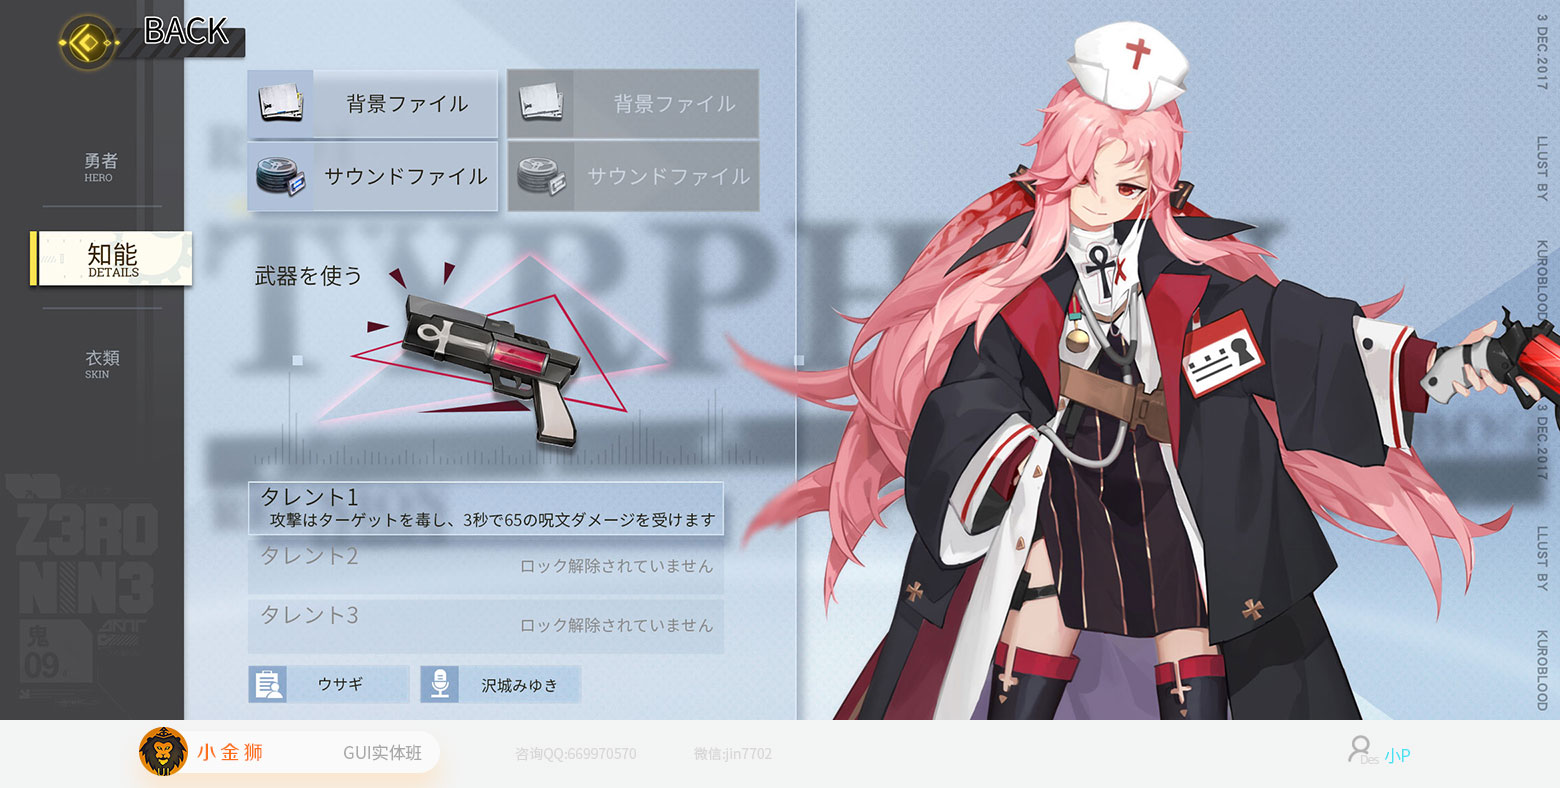 BACK
勇者
HERO
知能
DETAILS
衣類
SKIN
Z3RO
NIN3
鬼
09
背景ファイル
背景ファイル
サウンドファイル
サウンドファイル
武器を使う
タレント1
攻撃はターゲットを毒し、3秒で65の呪文ダメージを受けます
タレント2
ロック解除されていません
タレント3
ロック解除されていません
ウサギ
沢城みゆき
3 DEC.2017
LLUST BY
KUROBLOOD
3 DEC.2017
LLUST BY
KUROBLOOD
小金狮
GUI实体班
咨询QQ:669970570
微信:jin7702
Des
小P